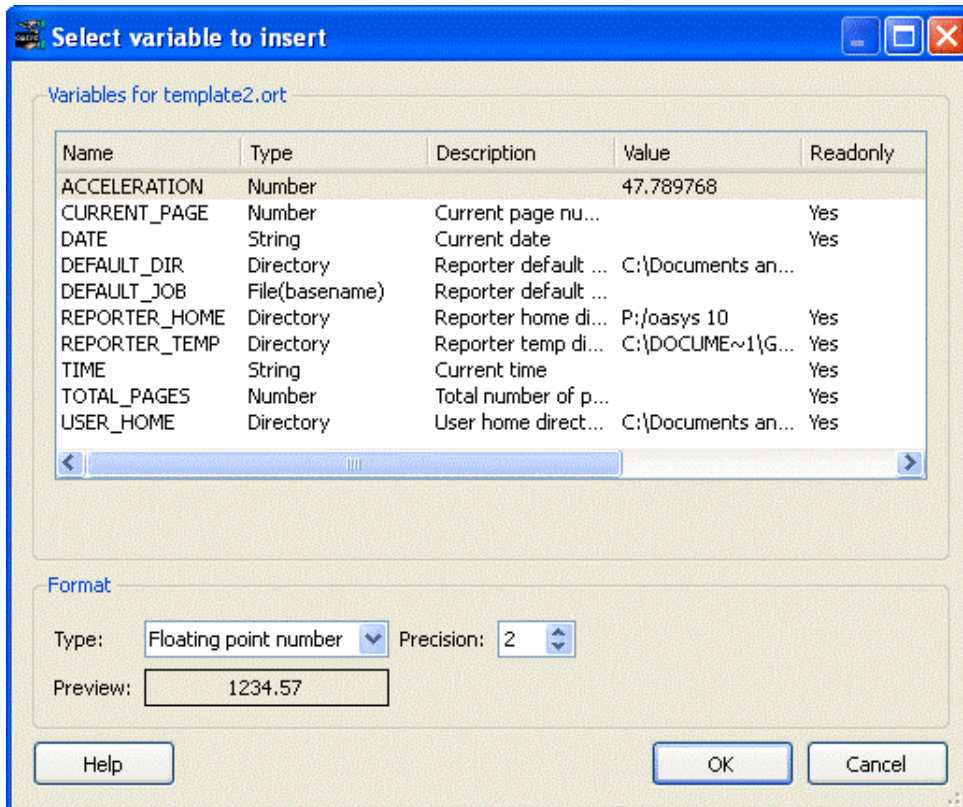 Select variable to insert
Variables for template2.ort
Name Type Description Value Readonly
ACCELERATION Number 47.789768
CURRENT_PAGE Number Current page nu... Yes
DATE String Current date Yes
DEFAULT_DIR Directory Reporter default ... C:\Documents an...
DEFAULT_JOB File(basename) Reporter default ...
REPORTER_HOME Directory Reporter home di... P:/oasys 10 Yes
REPORTER_TEMP Directory Reporter temp di... C:\DOCUME~1\G... Yes
TIME String Current time Yes
TOTAL_PAGES Number Total number of p... Yes
USER_HOME Directory User home direct... C:\Documents an... Yes
Format
Type: Floating point number Precision: 2
Preview: 1234.57
Help OK Cancel